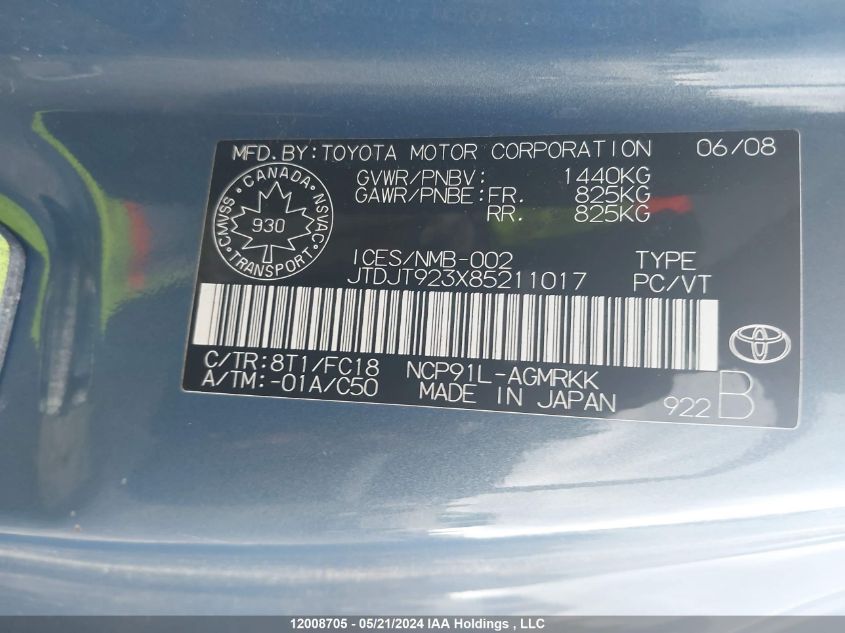 MFD.BY:TOYOTA MOTOR CORPORATION 06/08
GVWR/PNBV: 1440KG
GAWR/PNBE:FR. 825KG
RR. 825KG
CANADA
CMVSS 930 NSVAC
TRANSPORT
ICES/NMB-002 TYPE
JTDJT923X85211017 PC/VT
C/TR:8T1/FC18 NCP91L-AGMRKK
A/TM:-01A/C50 MADE IN JAPAN 922 B
12008705 - 05/21/2024 IAA Holdings , LLC